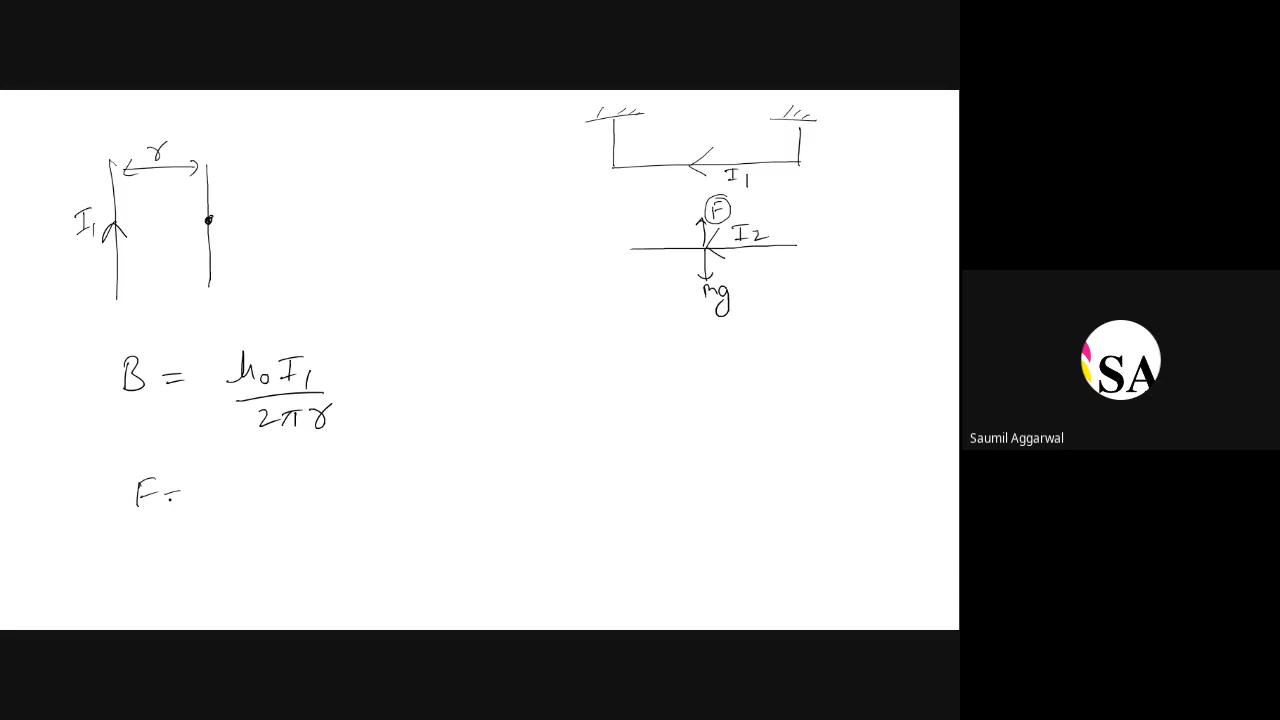 r
I₁
B = μ₀ I₁ / 2πr
F =
I₁
F
I₂
mg
SA
Saumil Aggarwal